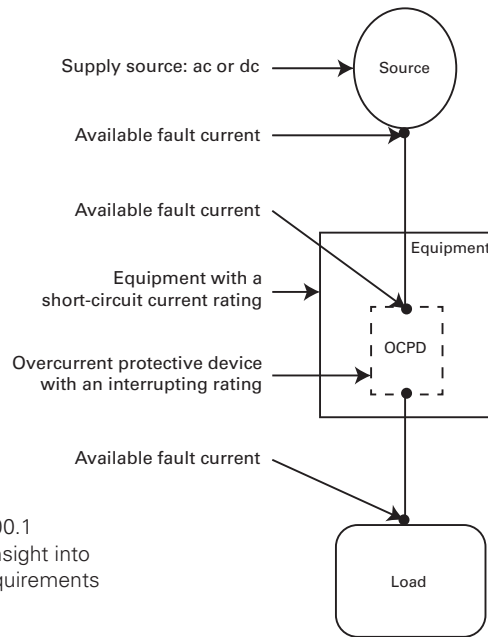 Supply source: ac or dc
Source
Available fault current
Available fault current
Equipment
Equipment with a
short-circuit current rating
OCPD
Overcurrent protective device
with an interrupting rating
Available fault current
Load